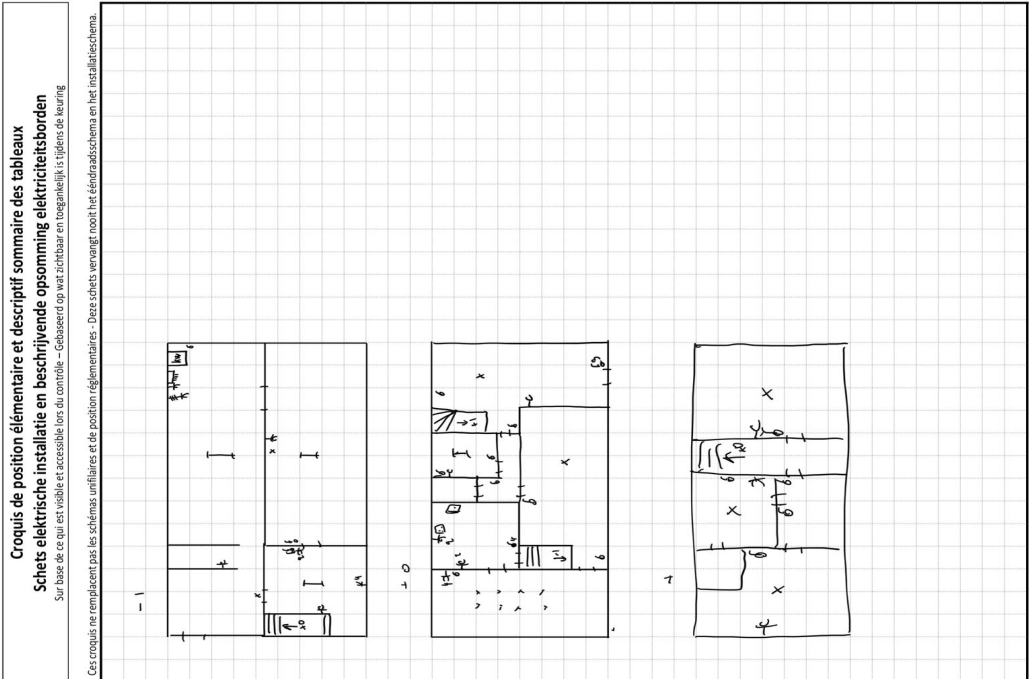 Croquis de position élémentaire et descriptif sommaire des tableaux
Schets elektrische installatie en beschrijvende opsomming elektriciteitsborden
Sur base de ce qui est visible et accessible lors du contrôle – Gebaseerd op wat zichtbaar en toegankelijk is tijdens de keuring
Ces croquis ne remplacent pas les schémas unifilaires et de position réglementaires - Deze schets vervangt nooit het ééndraadsschema en het installatieschema.
-1
+0
1